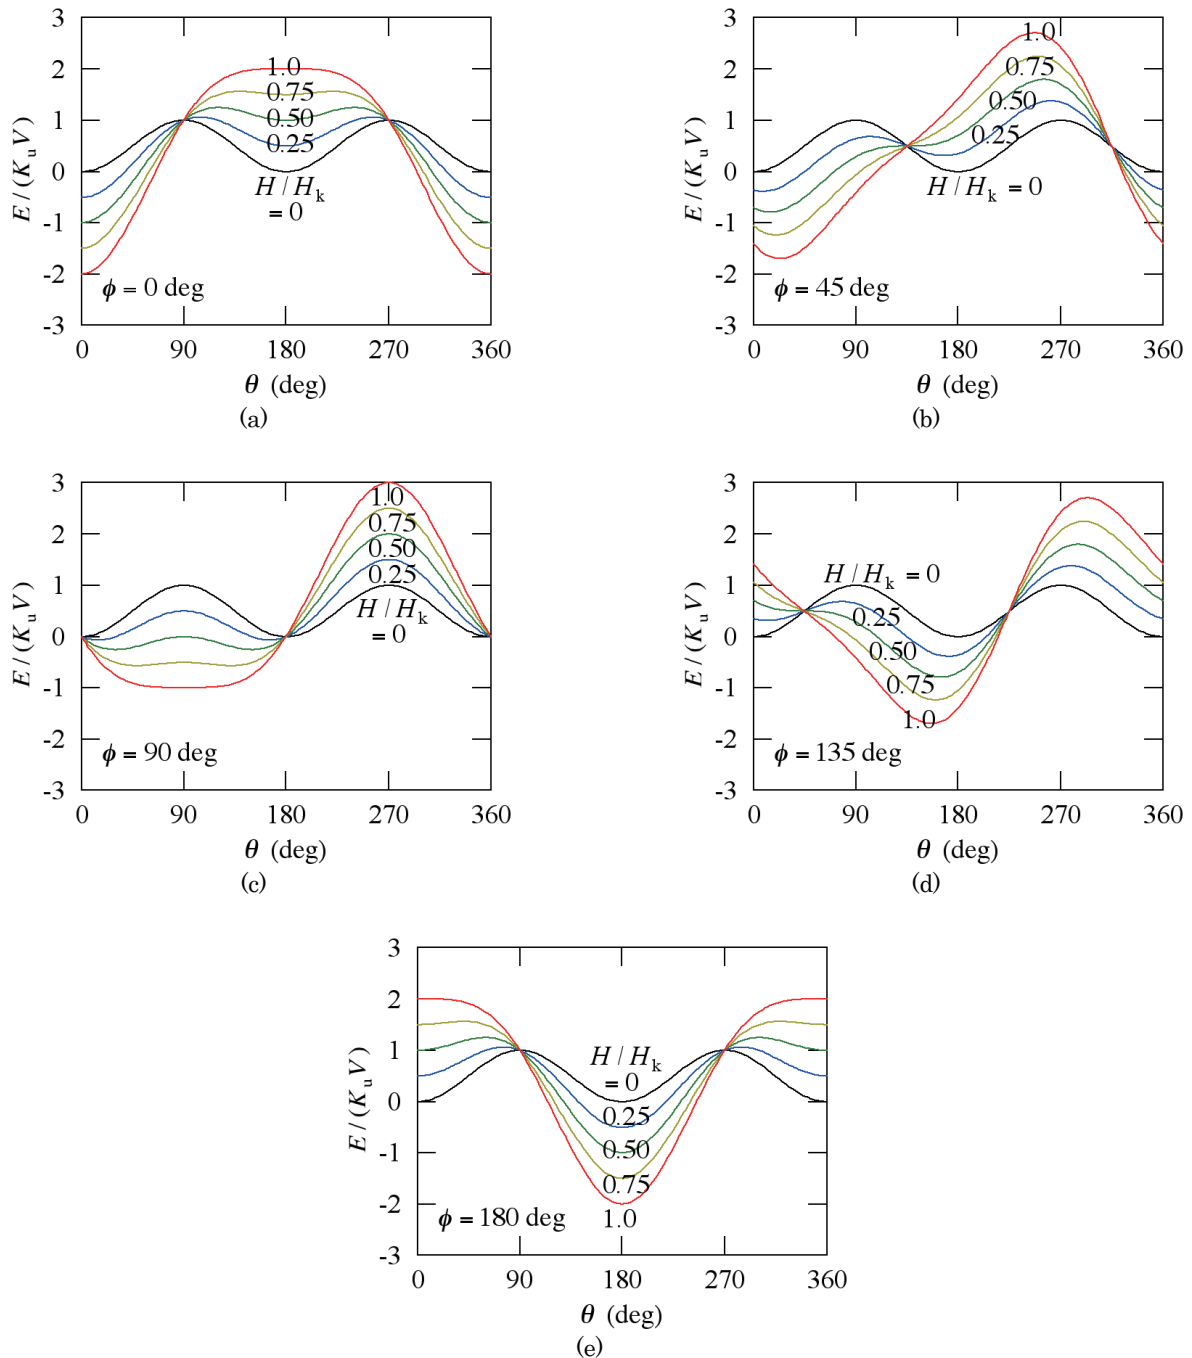 3
2
1
0
-1
-2
-3
E / (K_u V)
1.0
0.75
0.50
0.25
H / H_k
= 0
ϕ = 0 deg
0 90 180 270 360
θ (deg)
(a)
3
2
1
0
-1
-2
-3
E / (K_u V)
1.0
0.75
0.50
0.25
H / H_k = 0
ϕ = 45 deg
0 90 180 270 360
θ (deg)
(b)
3
2
1
0
-1
-2
-3
E / (K_u V)
1.0
0.75
0.50
0.25
H / H_k
= 0
ϕ = 90 deg
0 90 180 270 360
θ (deg)
(c)
3
2
1
0
-1
-2
-3
E / (K_u V)
H / H_k = 0
0.25
0.50
0.75
1.0
ϕ = 135 deg
0 90 180 270 360
θ (deg)
(d)
3
2
1
0
-1
-2
-3
E / (K_u V)
H / H_k
= 0
0.25
0.50
0.75
1.0
ϕ = 180 deg
0 90 180 270 360
θ (deg)
(e)